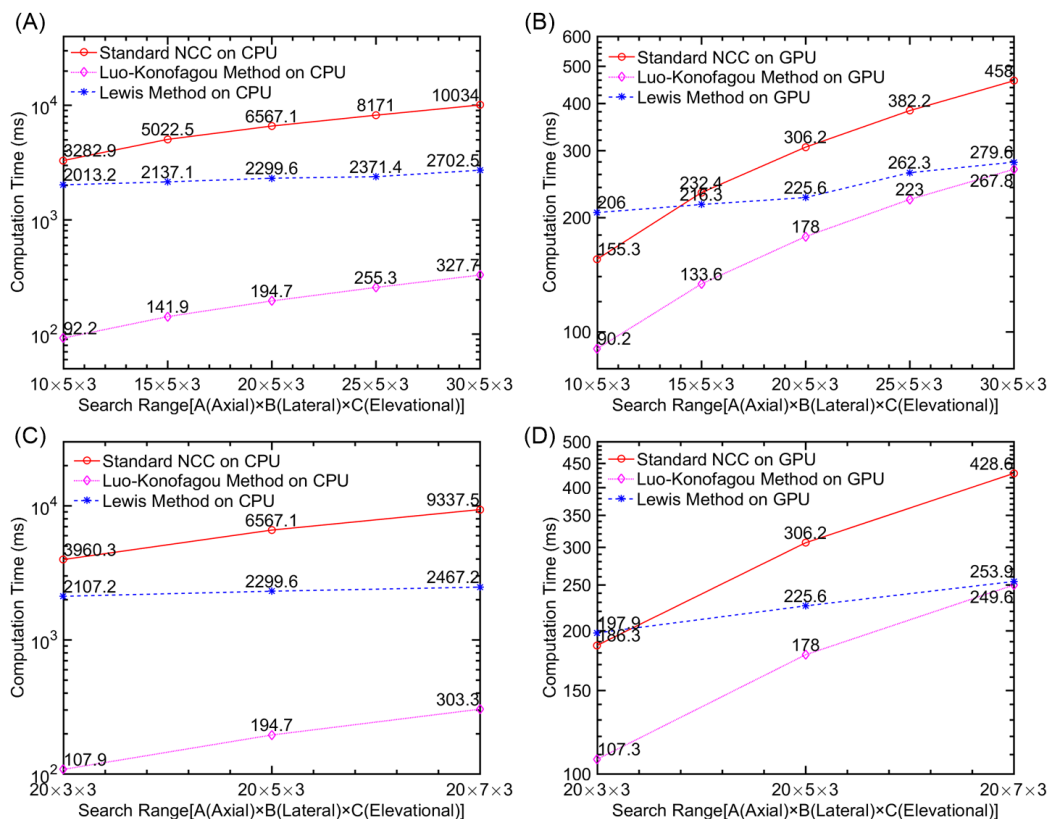 (A)
Standard NCC on CPU
Luo-Konofagou Method on CPU
Lewis Method on CPU
10034
8171
6567.1
5022.5
3282.9
2013.2
2137.1
2299.6
2371.4
2702.5
327.7
255.3
194.7
141.9
92.2
10^4
10^3
10^2
Computation Time (ms)
10×5×3 15×5×3 20×5×3 25×5×3 30×5×3
Search Range[A(Axial)×B(Lateral)×C(Elevational)]
(B)
600
500
400
300
200
100
Computation Time (ms)
Standard NCC on GPU
Luo-Konofagou Method on GPU
Lewis Method on GPU
458
382.2
306.2
232.4
155.3
206
216.3
225.6
262.3
279.6
267.8
223
178
133.6
90.2
10×5×3 15×5×3 20×5×3 25×5×3 30×5×3
Search Range[A(Axial)×B(Lateral)×C(Elevational)]
(C)
Standard NCC on CPU
Luo-Konofagou Method on CPU
Lewis Method on CPU
9337.5
6567.1
3960.3
2107.2
2299.6
2467.2
303.3
194.7
107.9
10^4
10^3
10^2
Computation Time (ms)
20×3×3 20×5×3 20×7×3
Search Range[A(Axial)×B(Lateral)×C(Elevational)]
(D)
500
450
400
350
300
250
200
150
100
Computation Time (ms)
Standard NCC on GPU
Luo-Konofagou Method on GPU
Lewis Method on GPU
428.6
306.2
186.3
197.9
225.6
253.9
249.6
178
107.3
20×3×3 20×5×3 20×7×3
Search Range[A(Axial)×B(Lateral)×C(Elevational)]